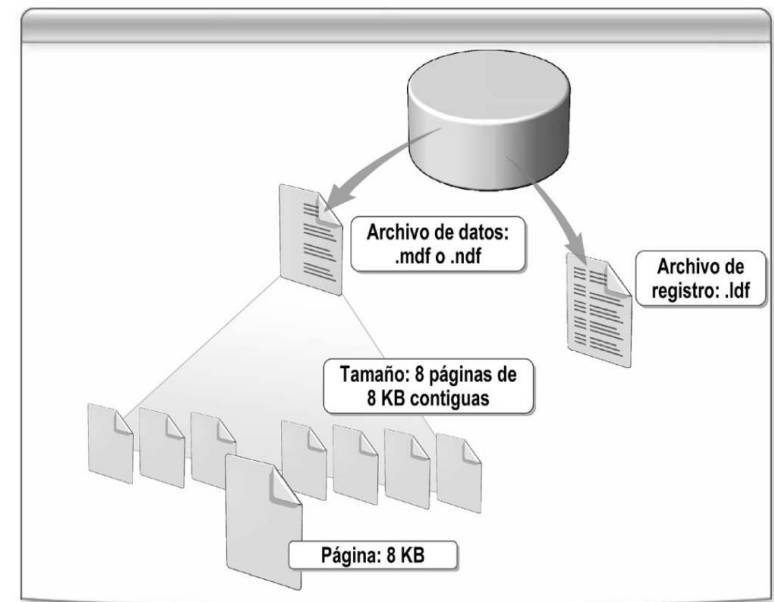 Archivo de datos:
.mdf o .ndf
Archivo de
registro: .ldf
Tamaño: 8 páginas de
8 KB contiguas
Página: 8 KB